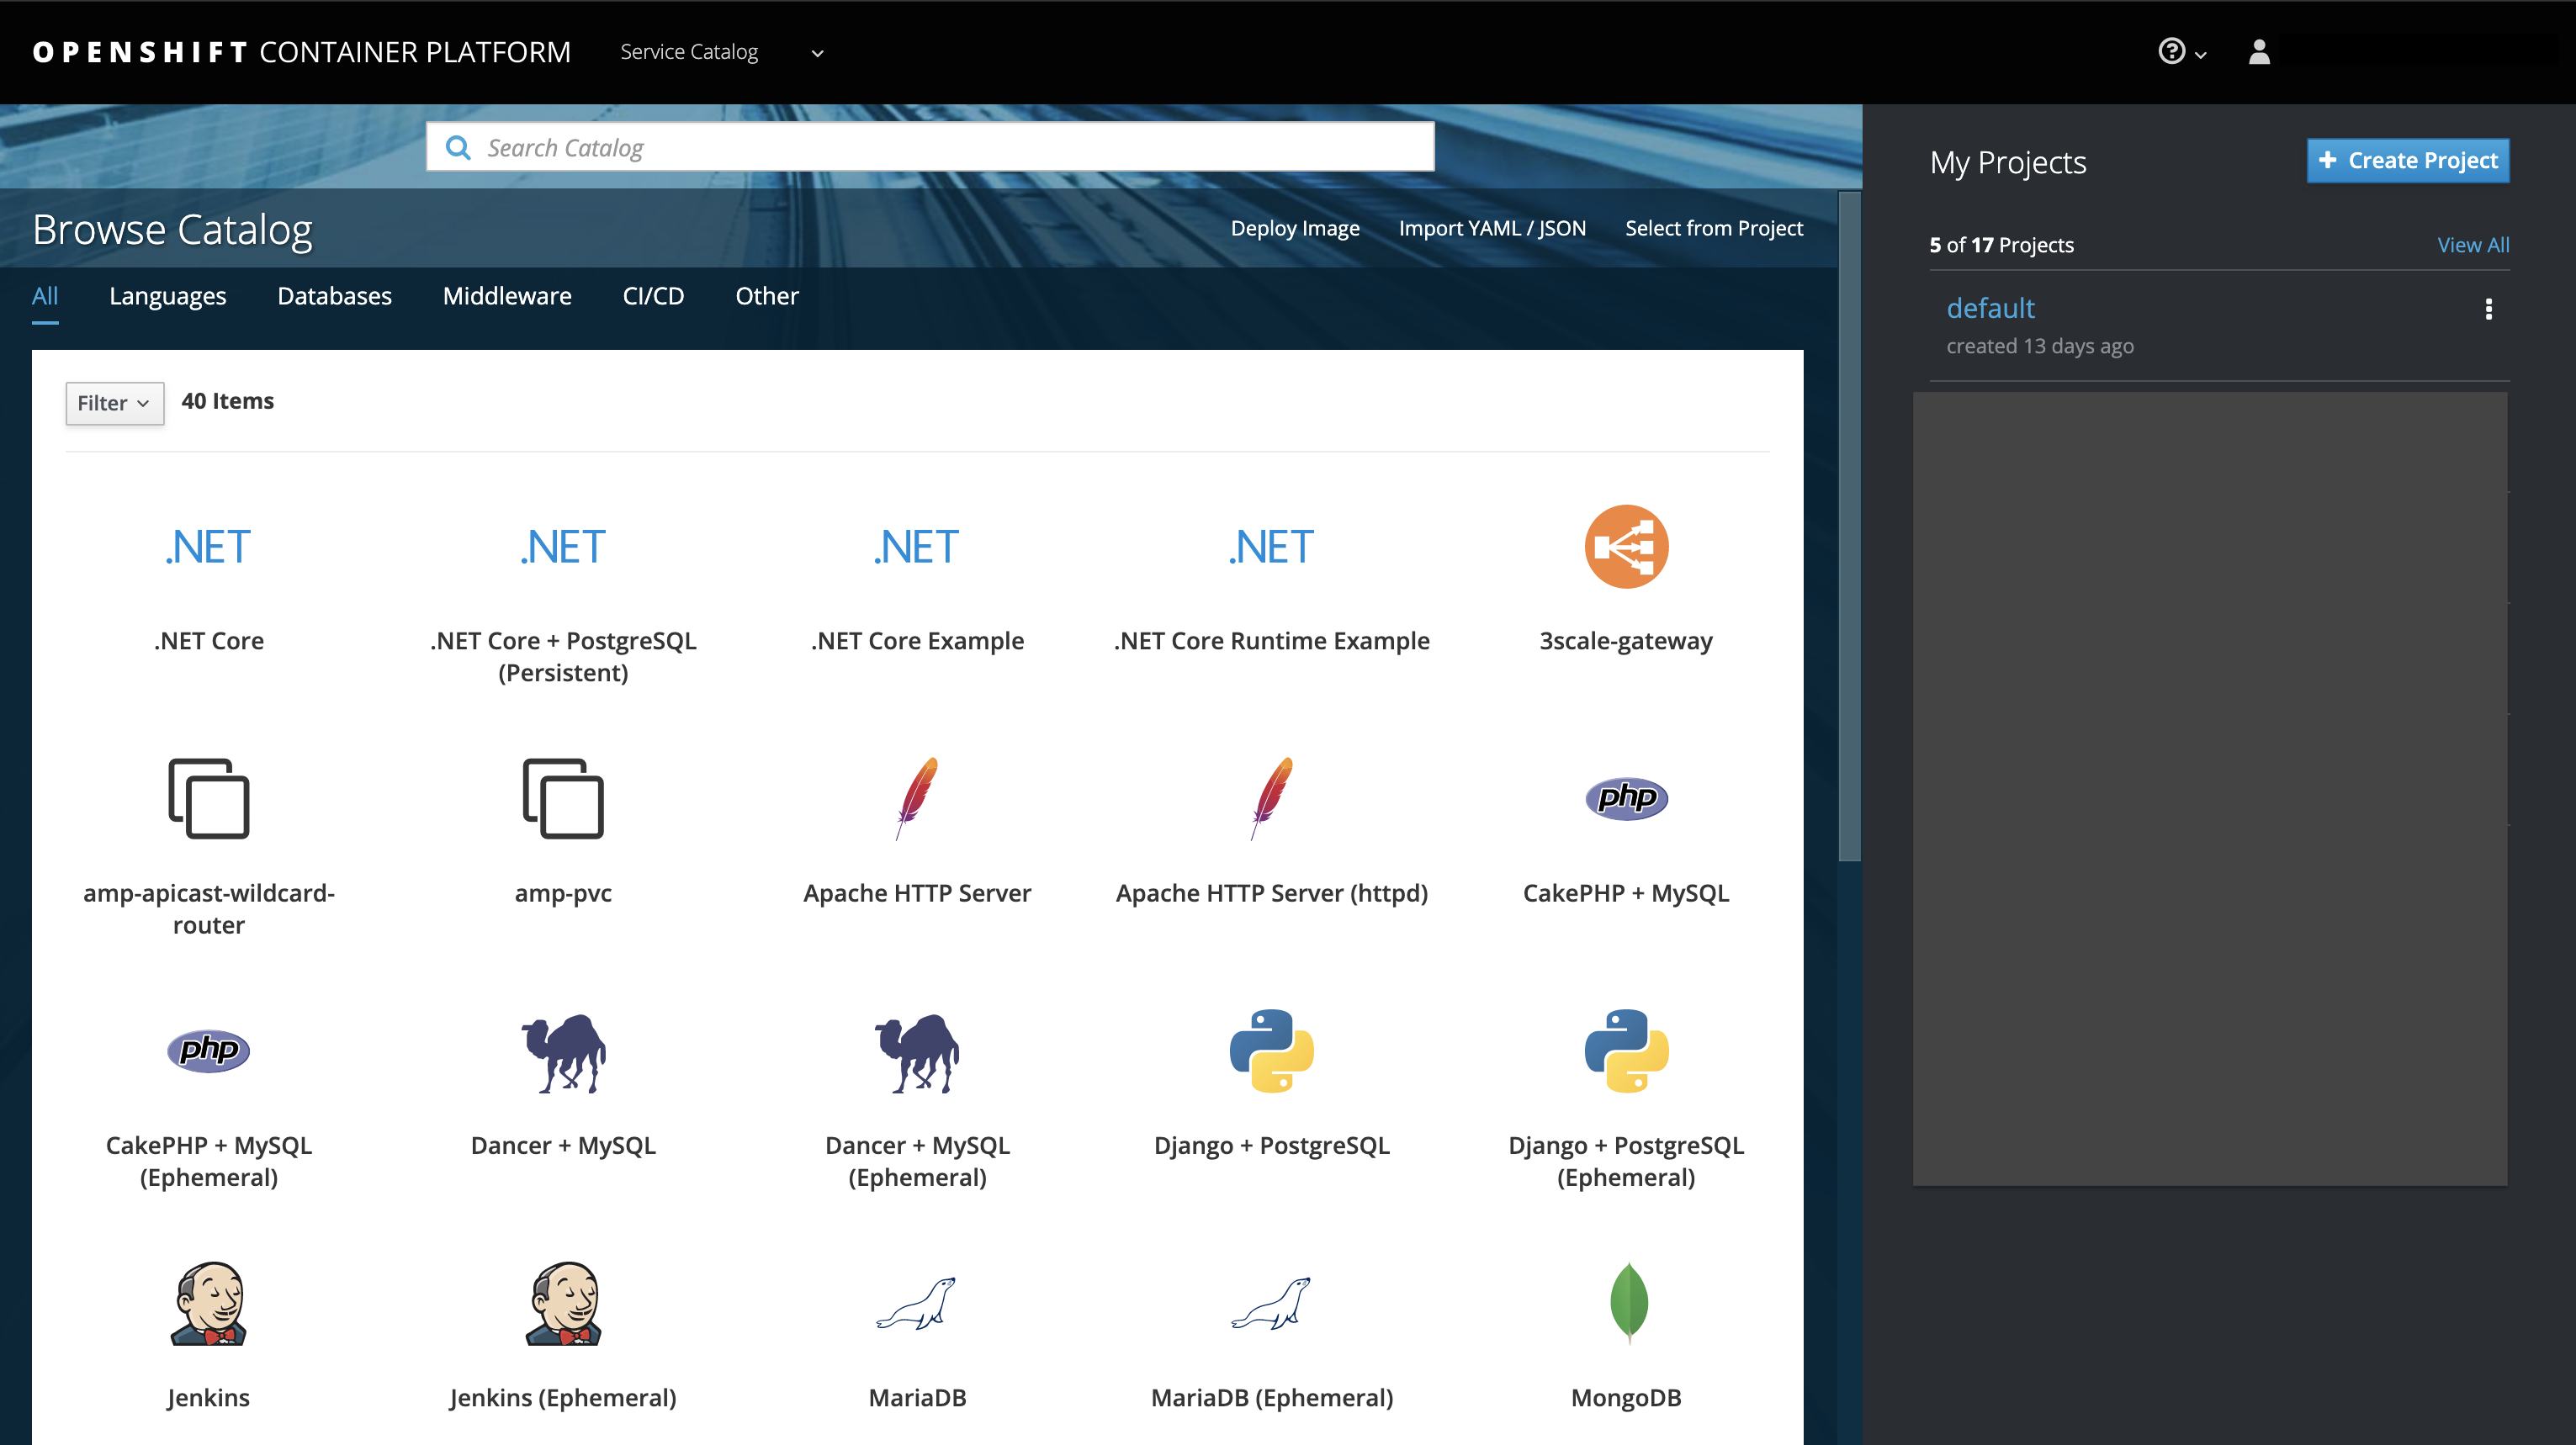 OPENSHIFT CONTAINER PLATFORM
Service Catalog
Search Catalog
Browse Catalog
Deploy Image
Import YAML / JSON
Select from Project
All
Languages
Databases
Middleware
CI/CD
Other
Filter
40 Items
.NET
.NET
.NET
.NET
.NET Core
.NET Core + PostgreSQL
(Persistent)
.NET Core Example
.NET Core Runtime Example
3scale-gateway
php
amp-apicast-wildcard-
router
amp-pvc
Apache HTTP Server
Apache HTTP Server (httpd)
CakePHP + MySQL
php
CakePHP + MySQL
(Ephemeral)
Dancer + MySQL
Dancer + MySQL
(Ephemeral)
Django + PostgreSQL
Django + PostgreSQL
(Ephemeral)
Jenkins
Jenkins (Ephemeral)
MariaDB
MariaDB (Ephemeral)
MongoDB
My Projects
+ Create Project
5 of 17 Projects
View All
default
created 13 days ago